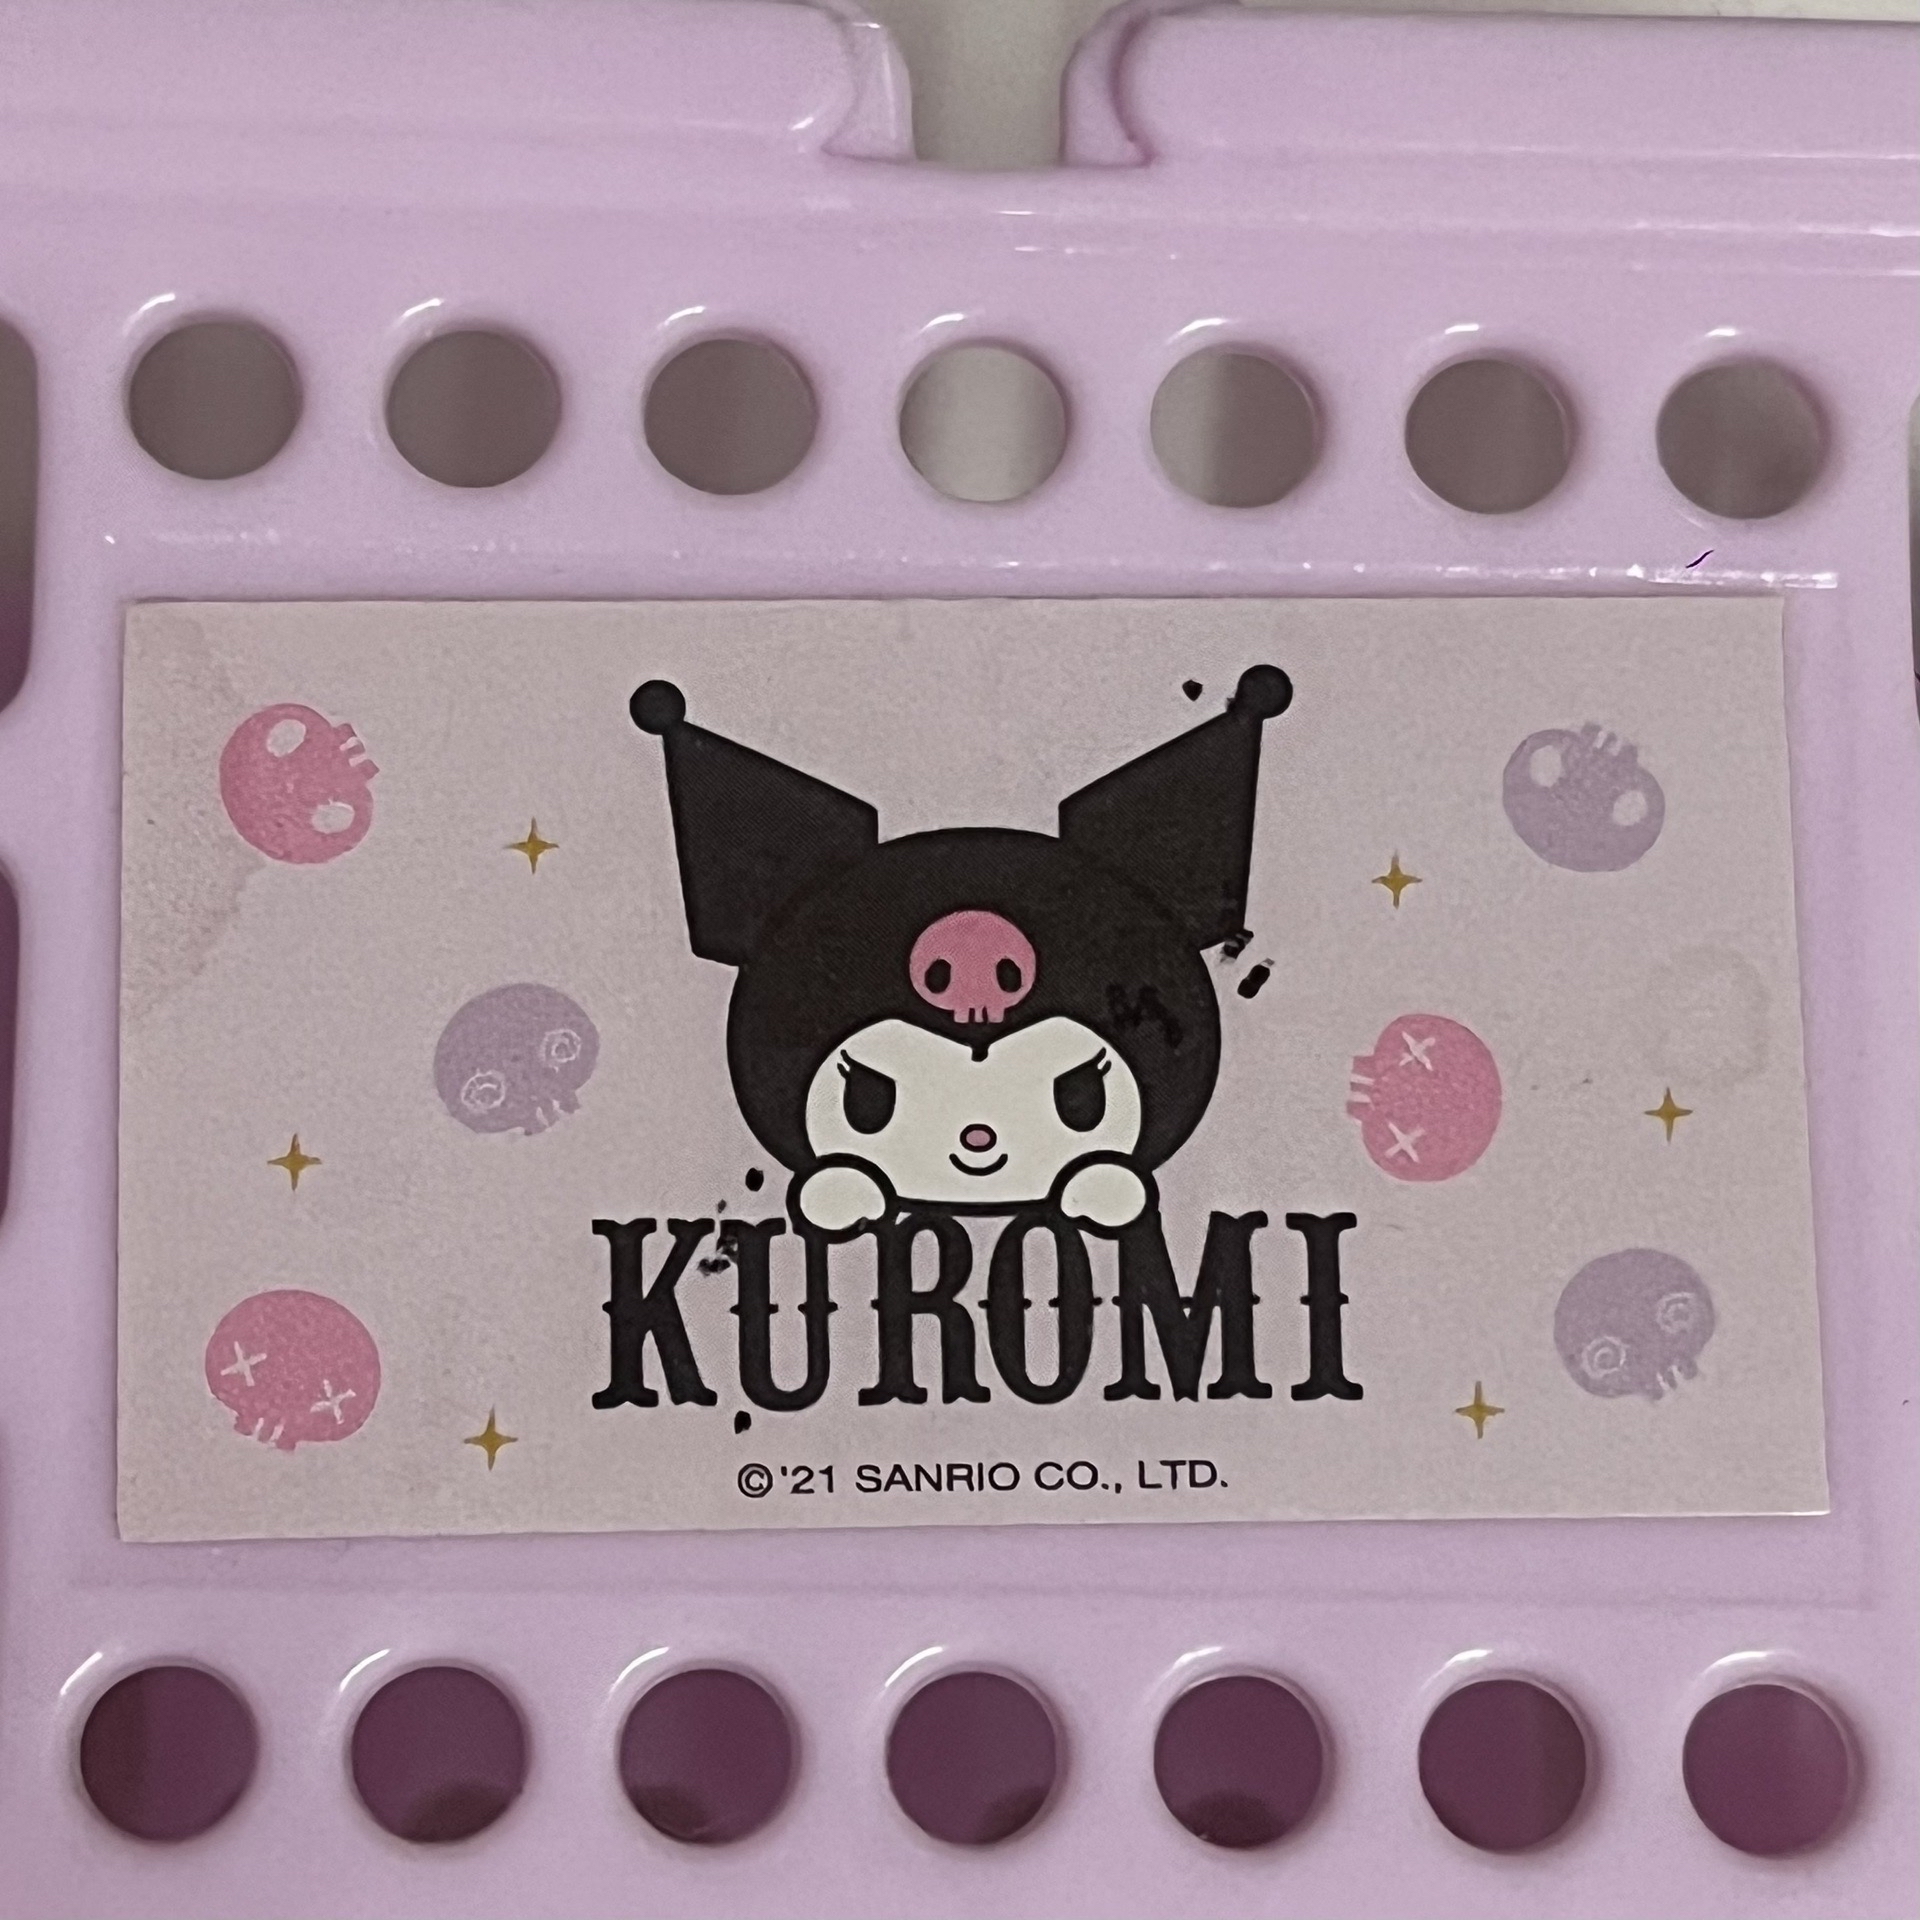 KUROMI
©'21 SANRIO CO., LTD.